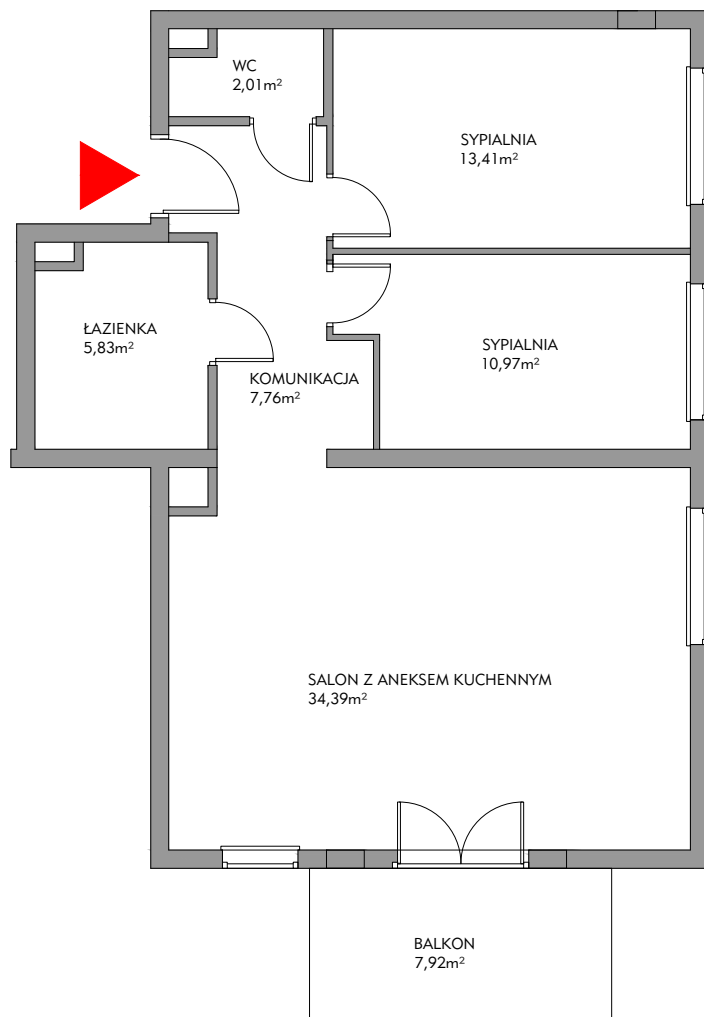 WC
2,01m²
SYPIALNIA
13,41m²
ŁAZIENKA
5,83m²
SYPIALNIA
10,97m²
KOMUNIKACJA
7,76m²
SALON Z ANEKSEM KUCHENNYM
34,39m²
BALKON
7,92m²